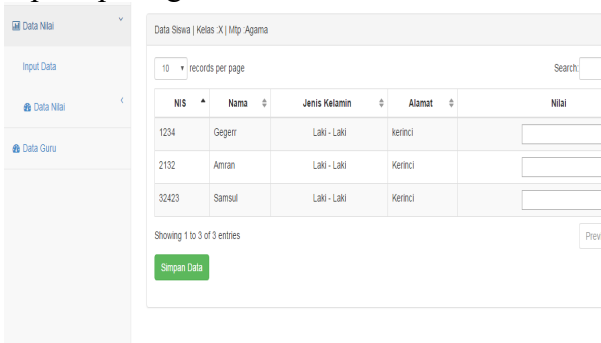 Data Nilai
Input Data
Data Nilai
Data Guru
Data Siswa | Kelas :X | Mtp :Agama
10 records per page
Search:
NIS Nama Jenis Kelamin Alamat Nilai
1234 Gegerr Laki - Laki kerinci
2132 Amran Laki - Laki Kerinci
32423 Samsul Laki - Laki Kerinci
Showing 1 to 3 of 3 entries
Prev
Simpan Data